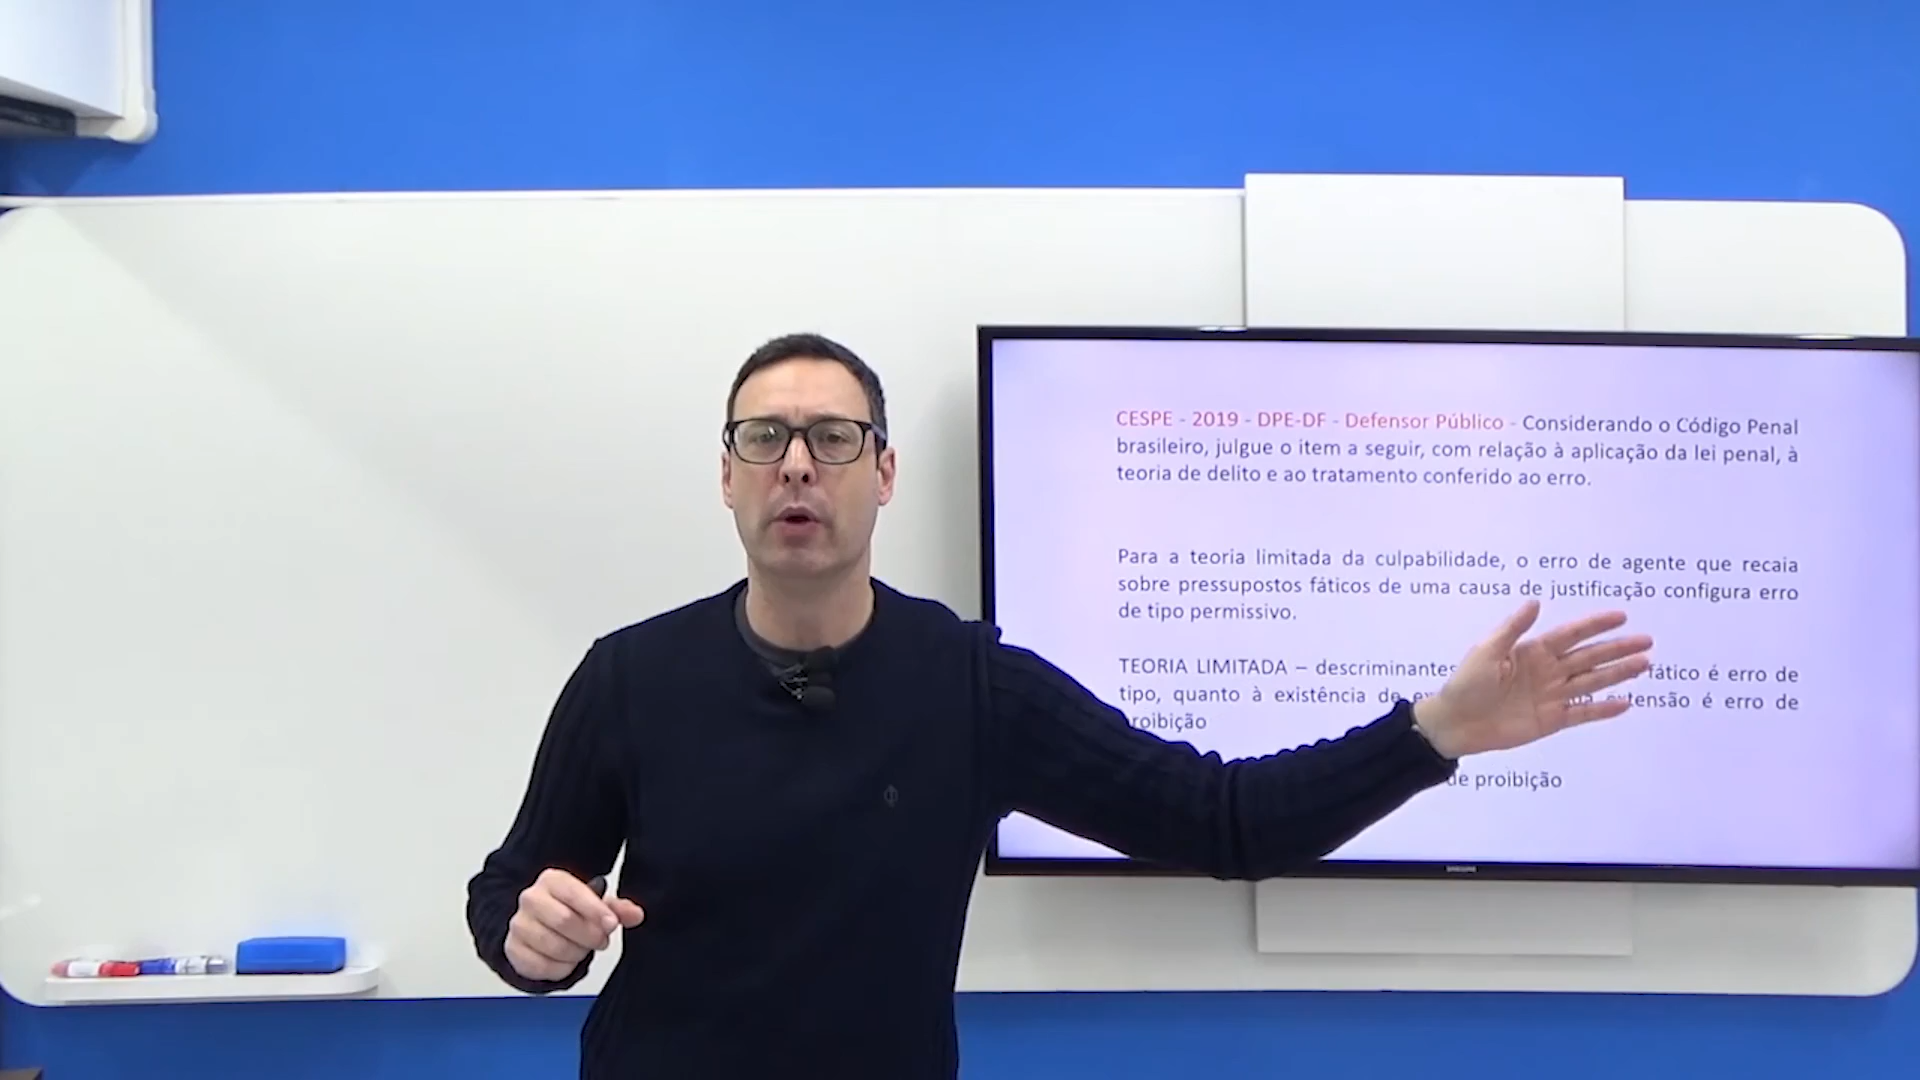 CESPE - 2019 - DPE-DF - Defensor Público - Considerando o Código Penal
brasileiro, julgue o item a seguir, com relação à aplicação da lei penal, à
teoria de delito e ao tratamento conferido ao erro.
Para a teoria limitada da culpabilidade, o erro de agente que recaia
sobre pressupostos fáticos de uma causa de justificação configura erro
de tipo permissivo.
TEORIA LIMITADA – descriminantes fático é erro de
tipo, quanto à existência de extensão é erro de
proibição
de proibição
SAMSUNG